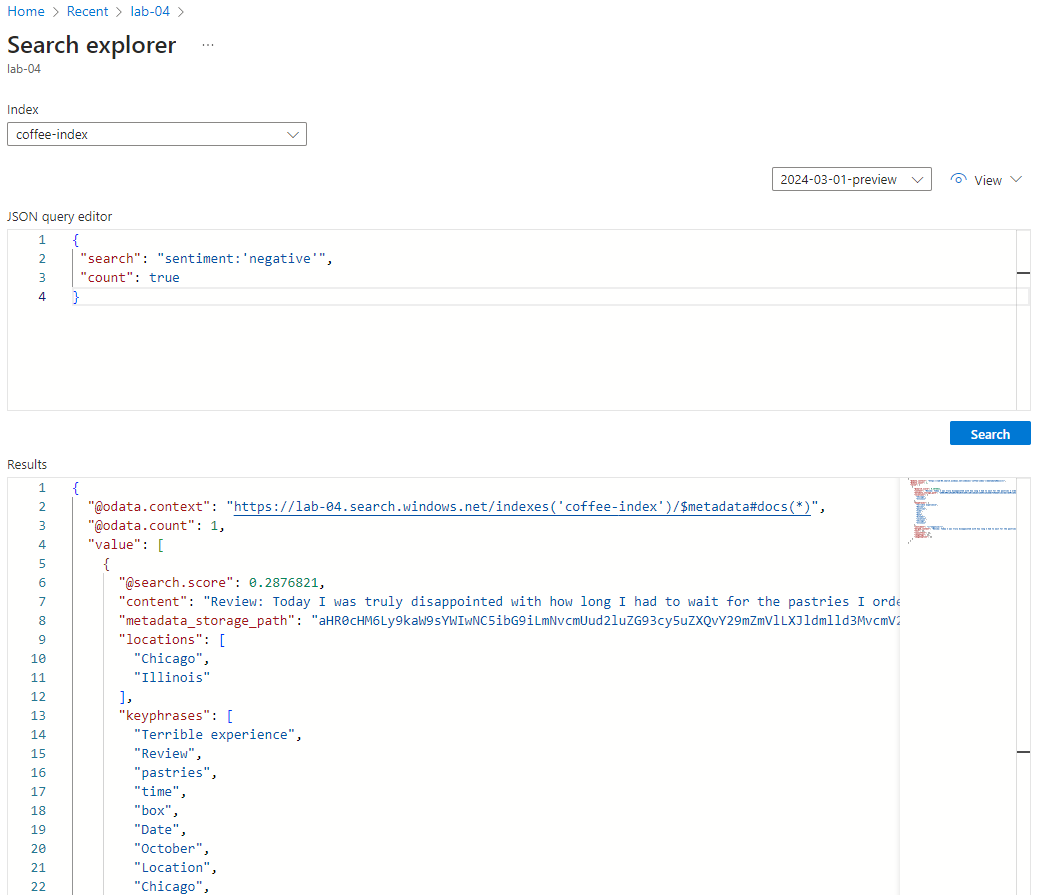 Home > Recent > lab-04 >
Search explorer ...
lab-04
Index
coffee-index
2024-03-01-preview View
JSON query editor
1 {
2 "search": "sentiment:'negative'",
3 "count": true
4 }
Search
Results
1 {
2 "@odata.context": "https://lab-04.search.windows.net/indexes('coffee-index')/$metadata#docs(*)",
3 "@odata.count": 1,
4 "value": [
5 {
6 "@search.score": 0.2876821,
7 "content": "Review: Today I was truly disappointed with how long I had to wait for the pastries I orde
8 "metadata_storage_path":
9 "locations": [
10 "Chicago",
11 "Illinois"
12 ],
13 "keyphrases": [
14 "Terrible experience",
15 "Review",
16 "pastries",
17 "time",
18 "box",
19 "Date",
20 "October",
21 "Location",
22 "Chicago",